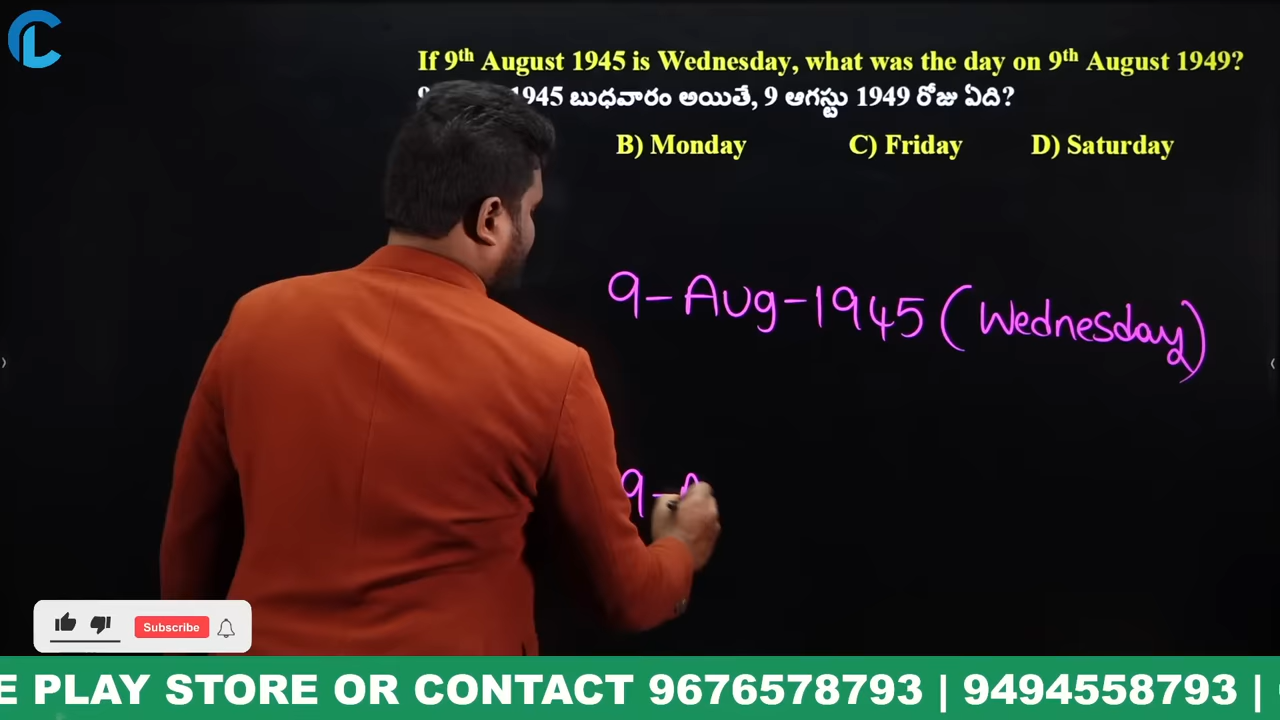 If 9th August 1945 is Wednesday, what was the day on 9th August 1949?
1945 బుధవారం అయితే, 9 ఆగస్టు 1949 రోజు ఏది?
B) Monday C) Friday D) Saturday
9-Aug-1945 (Wednesday)
9-A
Subscribe
E PLAY STORE OR CONTACT 9676578793 | 9494558793 |